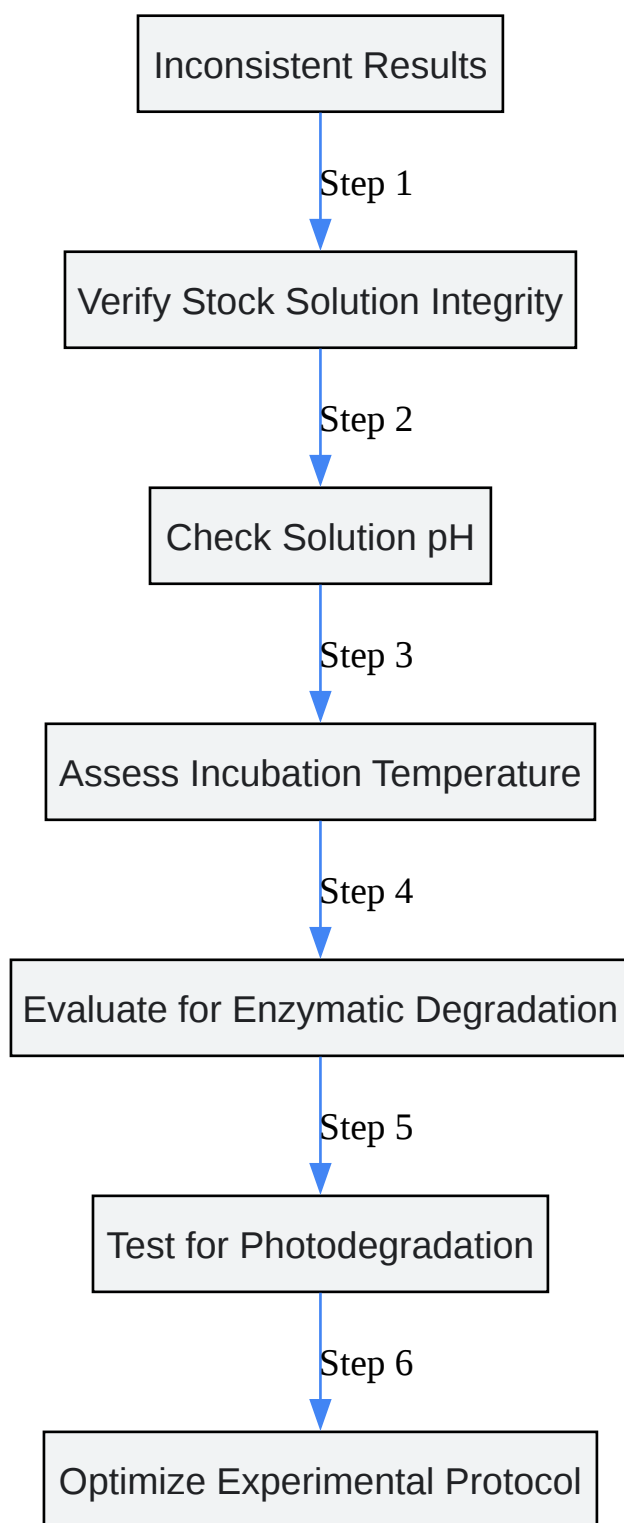 Inconsistent Results
Step 1
Verify Stock Solution Integrity
Step 2
Check Solution pH
Step 3
Assess Incubation Temperature
Step 4
Evaluate for Enzymatic Degradation
Step 5
Test for Photodegradation
Step 6
Optimize Experimental Protocol